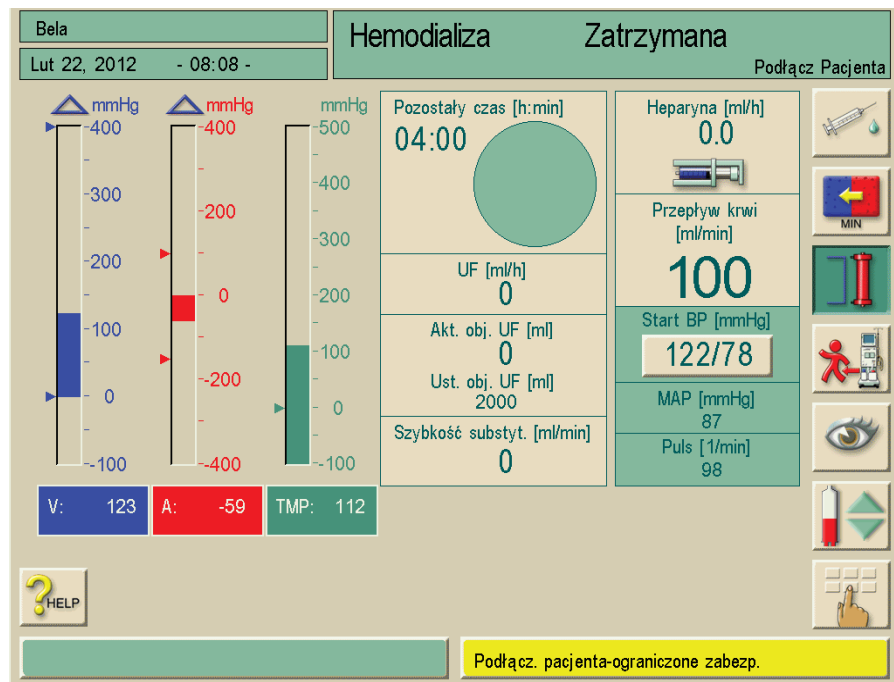 Bela
Lut 22, 2012 - 08:08 -
Hemodializa Zatrzymana
Podłącz Pacjenta
mmHg
-400
-300
-200
-100
- 0
--100
mmHg
-400
-200
- 0
--200
--400
mmHg
-500
-400
-300
-200
-100
- 0
--100
V: 123
A: -59
TMP: 112
Pozostały czas [h:min]
04:00
UF [ml/h]
0
Akt. obj. UF [ml]
0
Ust. obj. UF [ml]
2000
Szybkość substyt. [ml/min]
0
Heparyna [ml/h]
0.0
Przepływ krwi
[ml/min]
100
Start BP [mmHg]
122/78
MAP [mmHg]
87
Puls [1/min]
98
MIN
?HELP
Podłącz. pacjenta-ograniczone zabezp.